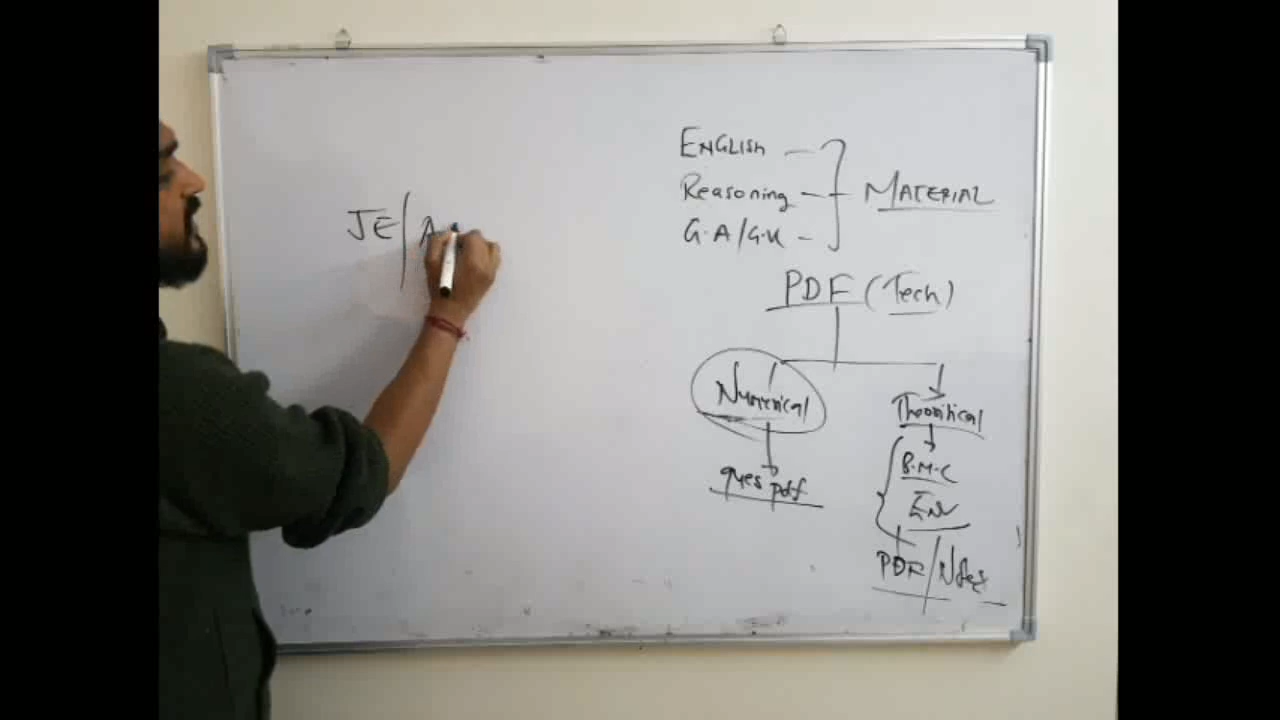 JE/A
ENGLISH
Reasoning
G.A/G.K
MATERIAL
PDF (Tech)
Numerical
Theoritical
ques pdf
B.M.C
PDF/Notes